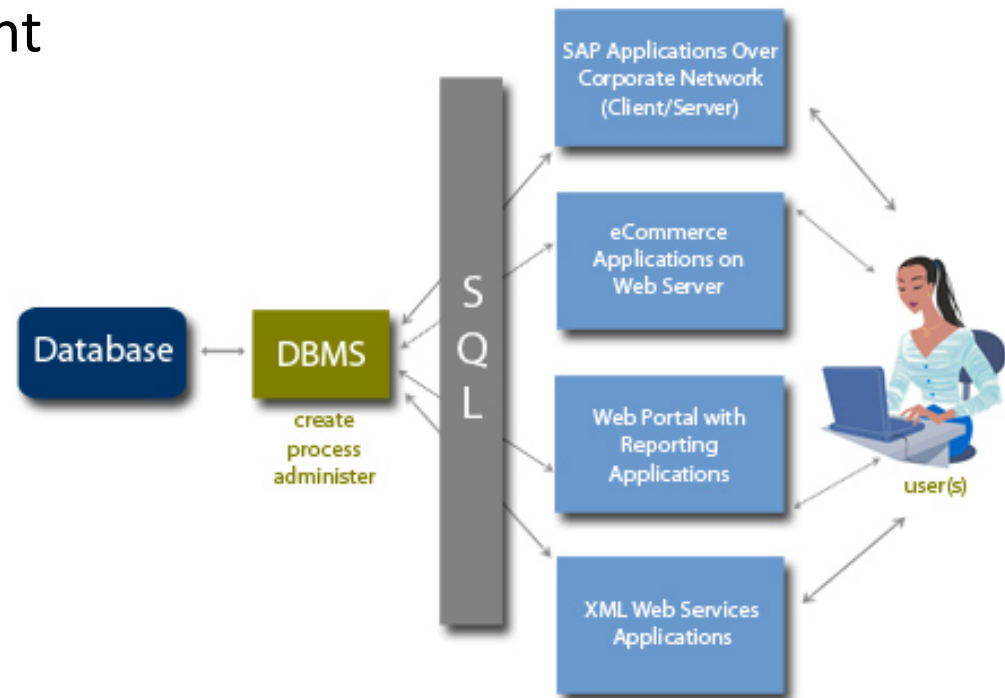 nt
SAP Applications Over
Corporate Network
(Client/Server)
eCommerce
Applications on
Web Server
S
Q
L
Database
DBMS
create
process
administer
Web Portal with
Reporting
Applications
user(s)
XML Web Services
Applications